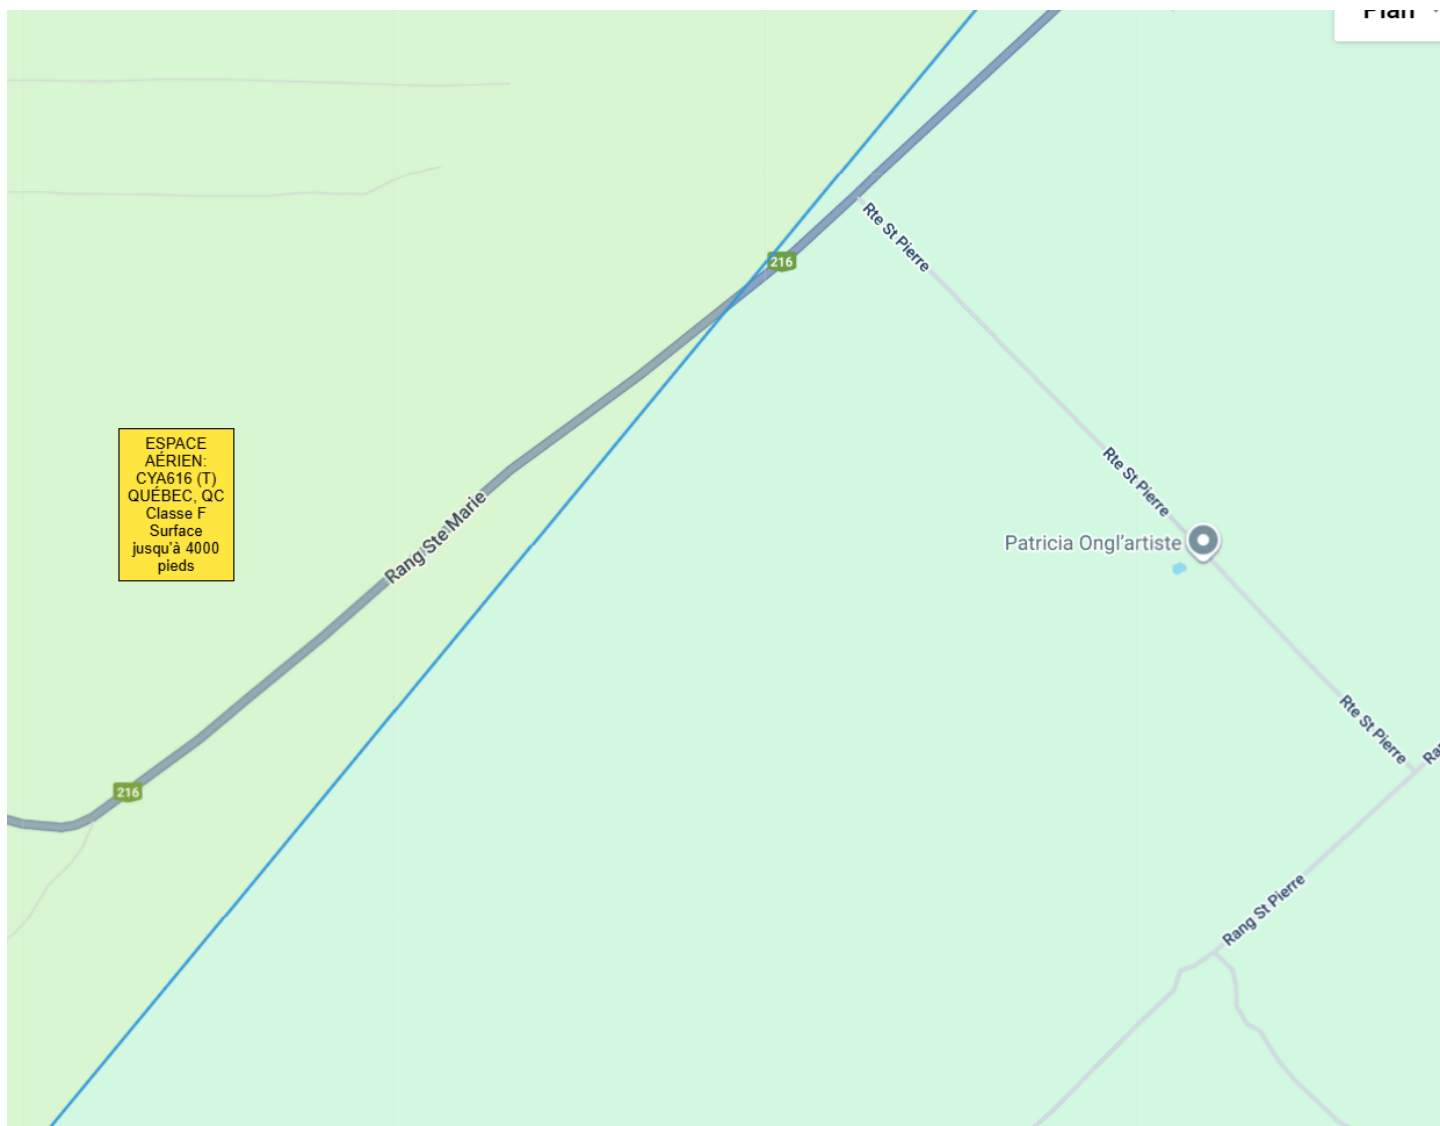 Plan
Rte St Pierre
216
ESPACE
AÉRIEN:
CYA616 (T)
QUÉBEC, QC
Classe F
Surface
jusqu'à 4000
pieds
Rang Ste Marie
Rte St Pierre
Patricia Ongl'artiste
Rte St Pierre
216
Rang St Pierre